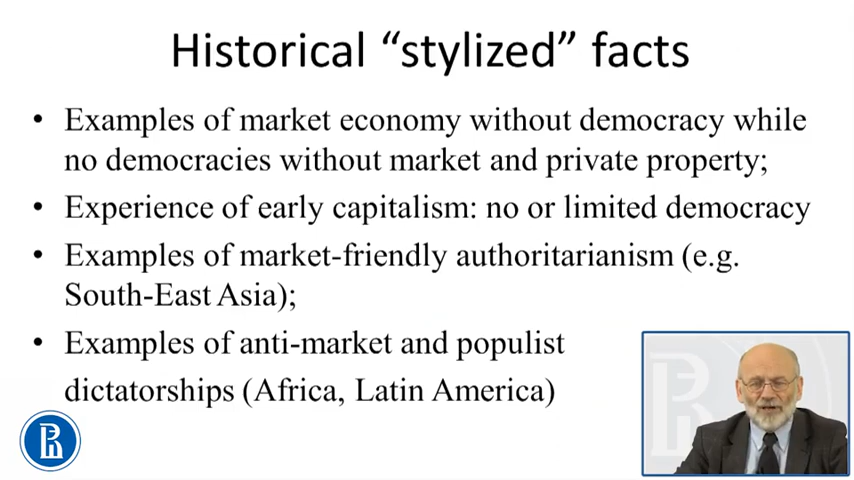 Historical “stylized” facts
• Examples of market economy without democracy while
no democracies without market and private property;
• Experience of early capitalism: no or limited democracy
• Examples of market-friendly authoritarianism (e.g.
South-East Asia);
• Examples of anti-market and populist
dictatorships (Africa, Latin America)